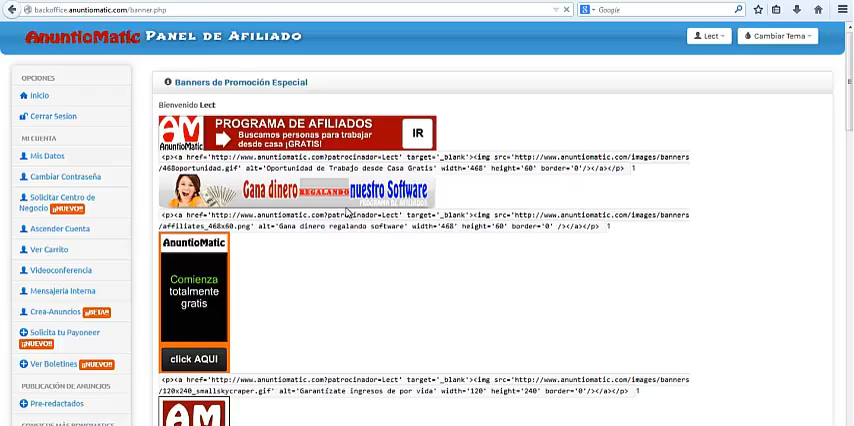 backoffice.anuntiomatic.com/banner.php
Google
AnuntioMatic PANEL DE AFILIADO
Lect
Cambiar Tema
OPCIONES
Inicio
Cerrar Sesion
MI CUENTA
Mis Datos
Cambiar Contraseña
Solicitar Centro de
Negocio ¡¡NUEVO!!
Ascender Cuenta
Ver Carrito
Videoconferencia
Mensajeria Interna
Crea-Anuncios ¡¡BETA!!
Solicita tu Payoneer
¡¡NUEVO!!
Ver Boletines ¡¡NUEVO!!
PUBLICACIÓN DE ANUNCIOS
Pre-redactados
Banners de Promoción Especial
Bienvenido Lect
AM
AnuntioMatic
PROGRAMA DE AFILIADOS
Buscamos personas para trabajar
desde casa ¡GRATIS!
IR
<p><a href='http://www.anuntiomatic.com?patrocinador=Lect' target='_blank'><img src='http://www.anuntiomatic.com/images/banners
/468oportunidad.gif' alt='Oportunidad de Trabajo desde Casa Gratis' width='468' height='60' border='0'/></a></p> 1
Gana dinero REGALANDO nuestro Software
PROGRAMA DE AFILIADOS
<p><a href='http://www.anuntiomatic.com?patrocinador=Lect' target='_blank'><img src='http://www.anuntiomatic.com/images/banners
/affiliates_468x60.png' alt='Gana dinero regalando software' width='468' height='60' border='0' /></a></p> 1
AnuntioMatic
Comienza
totalmente
gratis
click AQUI
<p><a href='http://www.anuntiomatic.com?patrocinador=Lect' target='_blank'><img src='http://www.anuntiomatic.com/images/banners
/120x240_smallskycraper.gif' alt='Garantízate ingresos de por vida' width='120' height='240' border='0'/></a></p> 1
AM